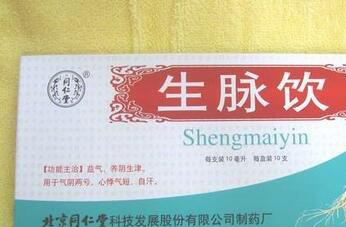 同仁堂
生脉饮
Shengmaiyin
每支装10毫升 每盒装10支
【功能主治】益气、养阴生津。
用于气阴两亏，心悸气短，自汗。
北京同仁堂科技发展股份有限公司制药厂